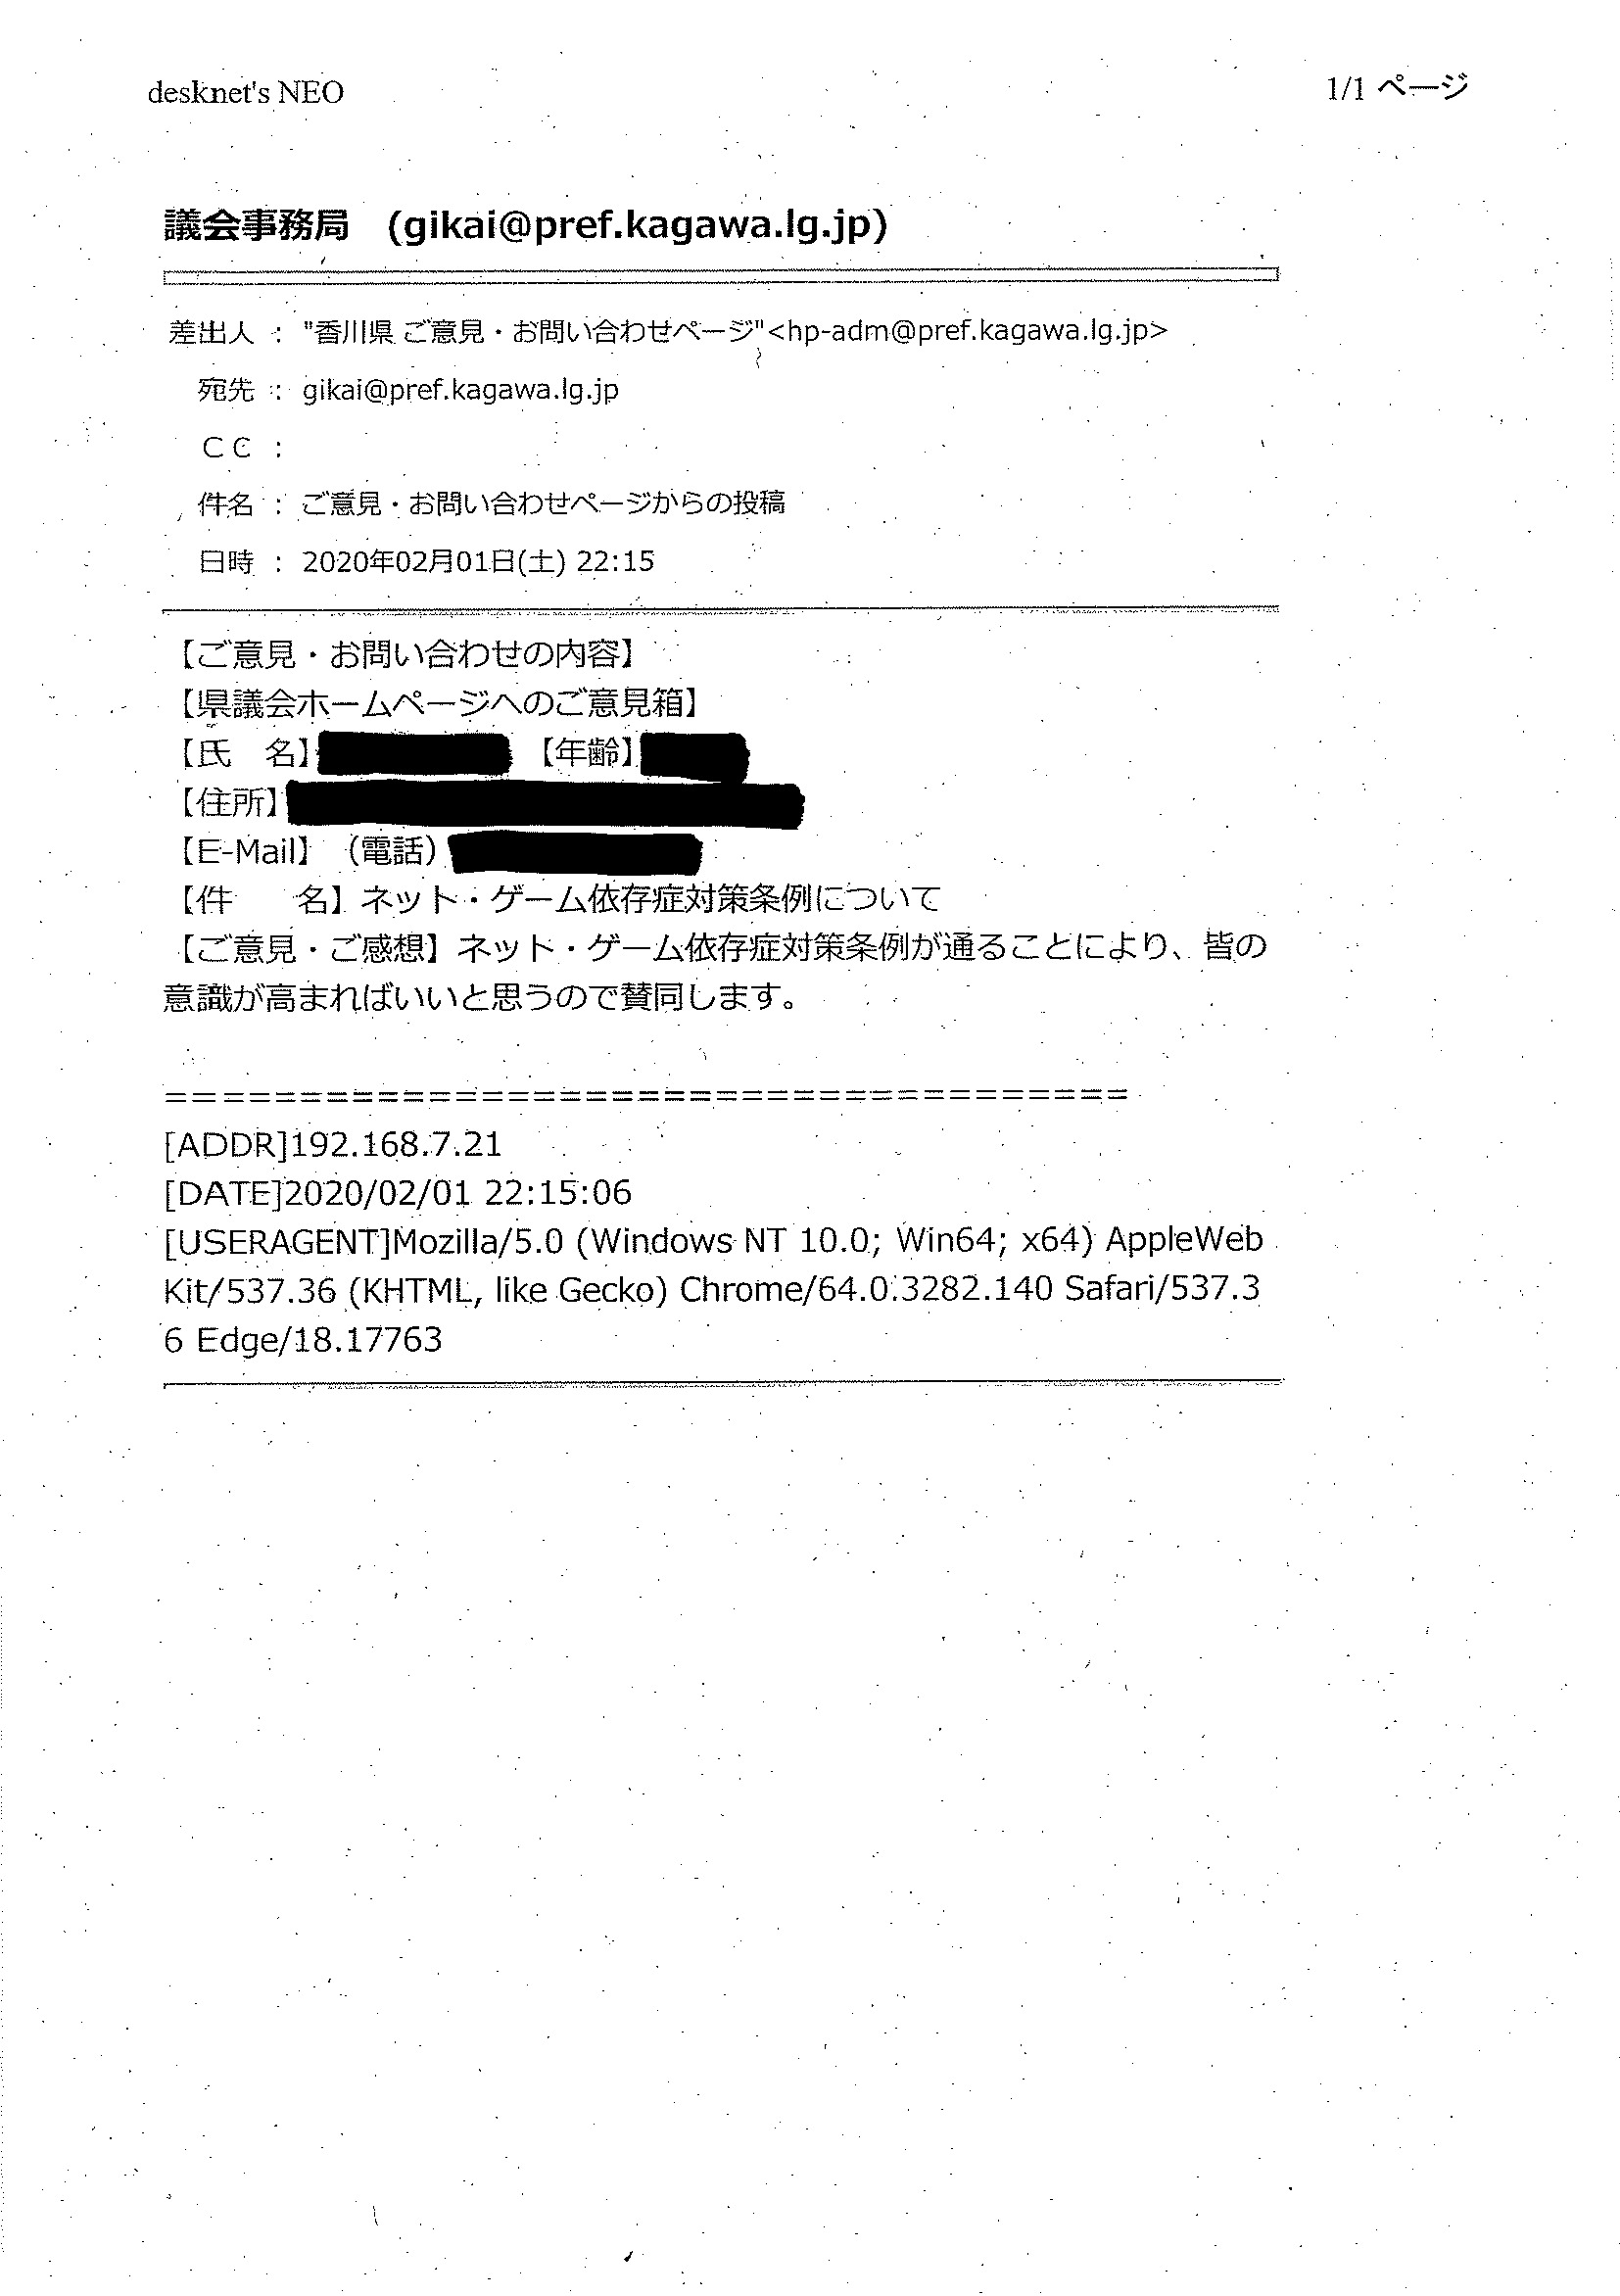 desknet's NEO
1/1 ページ
議会事務局 (gikai@pref.kagawa.lg.jp)
差出人 : "香川県 ご意見・お問い合わせページ"<hp-adm@pref.kagawa.lg.jp>
宛先 : gikai@pref.kagawa.lg.jp
CC :
件名 : ご意見・お問い合わせページからの投稿
日時 : 2020年02月01日(土) 22:15
【ご意見・お問い合わせの内容】
【県議会ホームページへのご意見箱】
【氏　名】 【年齢】
【住所】
【E-Mail】 （電話）
【件　　名】ネット・ゲーム依存症対策条例について
【ご意見・ご感想】ネット・ゲーム依存症対策条例が通ることにより、皆の
意識が高まればいいと思うので賛同します。
=====================================
[ADDR]192.168.7.21
[DATE]2020/02/01 22:15:06
[USERAGENT]Mozilla/5.0 (Windows NT 10.0; Win64; x64) AppleWeb
Kit/537.36 (KHTML, like Gecko) Chrome/64.0.3282.140 Safari/537.3
6 Edge/18.17763